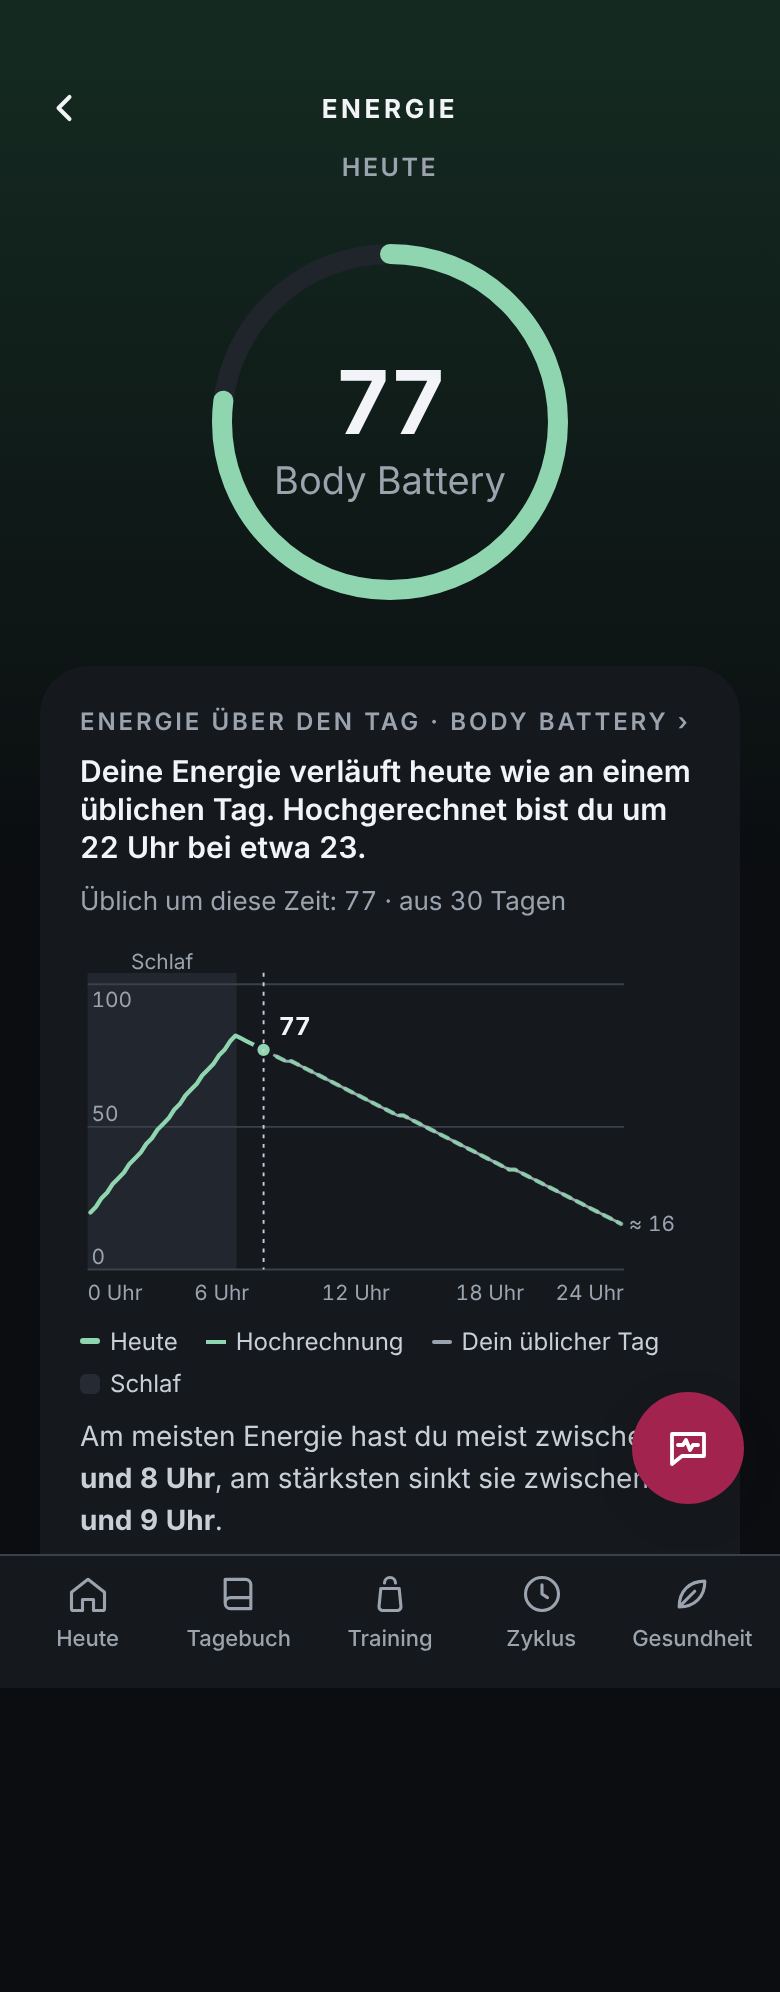 ENERGIE
HEUTE
77
Body Battery
ENERGIE ÜBER DEN TAG · BODY BATTERY ›
Deine Energie verläuft heute wie an einem
üblichen Tag. Hochgerechnet bist du um
22 Uhr bei etwa 23.
Üblich um diese Zeit: 77 · aus 30 Tagen
Schlaf
100
77
50
≈ 16
0
0 Uhr 6 Uhr 12 Uhr 18 Uhr 24 Uhr
Heute Hochrechnung Dein üblicher Tag
Schlaf
Am meisten Energie hast du meist
und 8 Uhr, am stärksten sinkt sie zwischen
und 9 Uhr.
Heute Tagebuch Training Zyklus Gesundheit